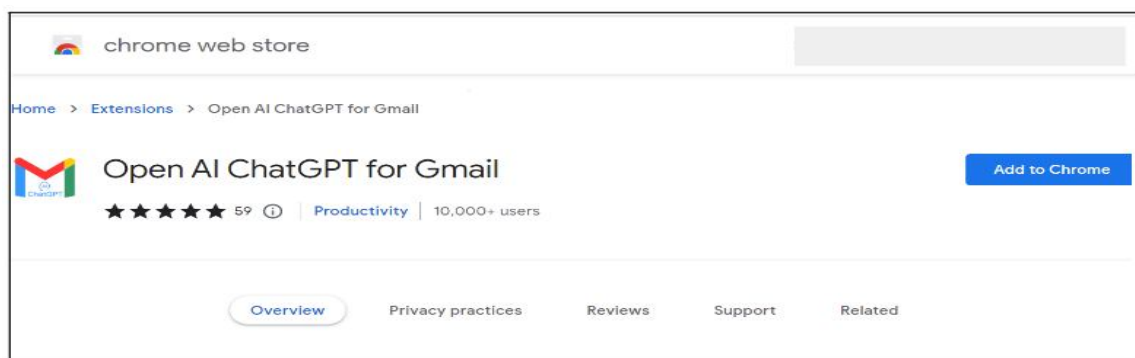 chrome web store
Home > Extensions > Open AI ChatGPT for Gmail
Open AI ChatGPT for Gmail
Add to Chrome
ChatGPT
59 Productivity 10,000+ users
Overview Privacy practices Reviews Support Related